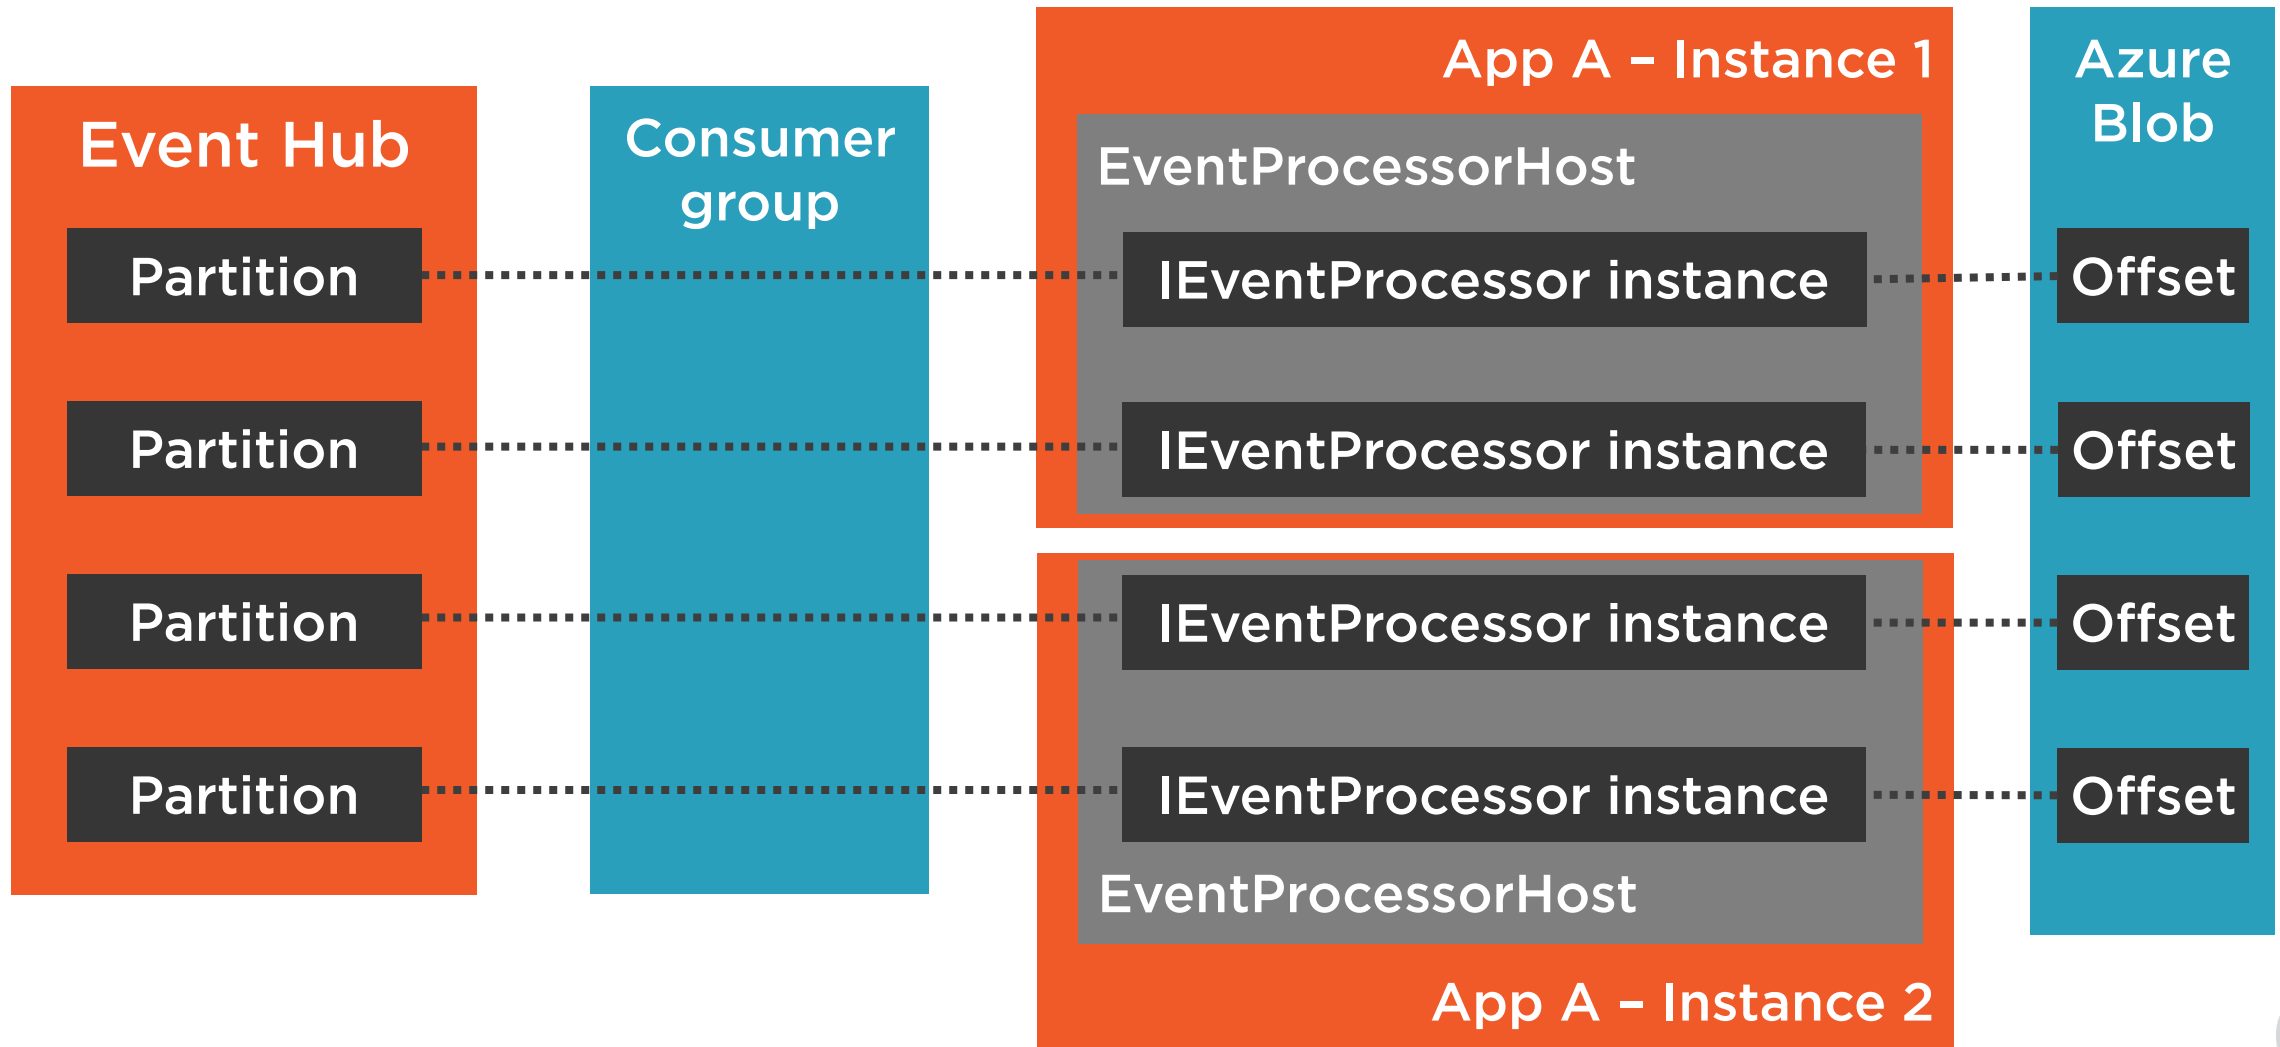 Event Hub
Partition
Partition
Partition
Partition
Consumer
group
App A – Instance 1
EventProcessorHost
IEventProcessor instance
IEventProcessor instance
IEventProcessor instance
IEventProcessor instance
EventProcessorHost
App A – Instance 2
Azure
Blob
Offset
Offset
Offset
Offset